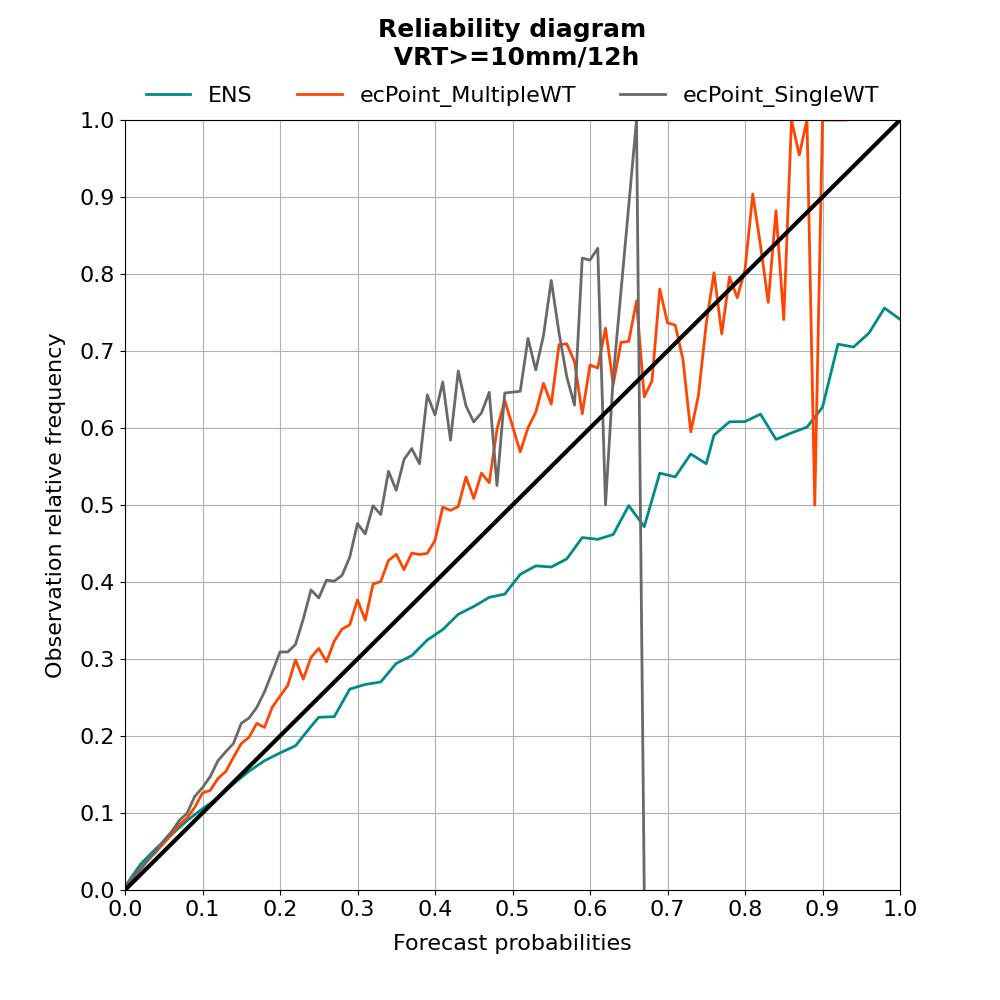 Reliability diagram
VRT>=10mm/12h
ENS ecPoint_MultipleWT ecPoint_SingleWT
1.0
0.9
0.8
0.7
0.6
0.5
0.4
0.3
0.2
0.1
0.0
Observation relative frequency
0.0 0.1 0.2 0.3 0.4 0.5 0.6 0.7 0.8 0.9 1.0
Forecast probabilities